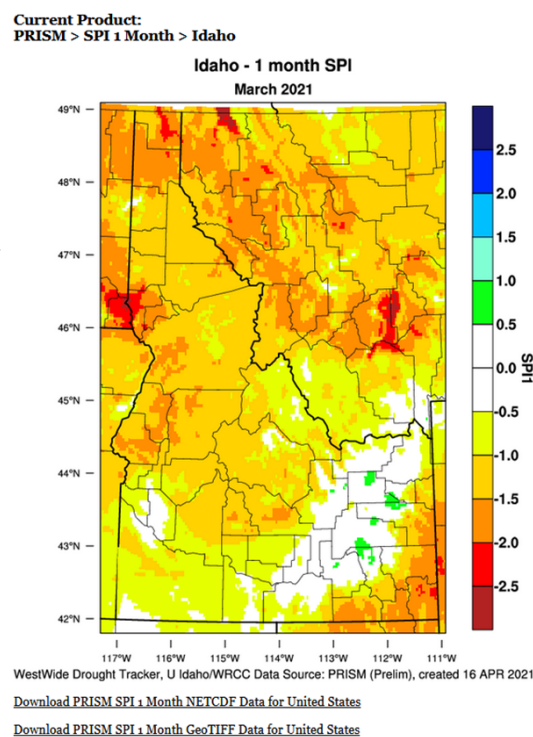 Current Product:
PRISM > SPI 1 Month > Idaho
Idaho - 1 month SPI
March 2021
49°N
48°N
47°N
46°N
45°N
44°N
43°N
42°N
117°W 116°W 115°W 114°W 113°W 112°W 111°W
2.5
2.0
1.5
1.0
0.5
0.0
-0.5
-1.0
-1.5
-2.0
-2.5
SPI1
WestWide Drought Tracker, U Idaho/WRCC Data Source: PRISM (Prelim), created 16 APR 2021
Download PRISM SPI 1 Month NETCDF Data for United States
Download PRISM SPI 1 Month GeoTIFF Data for United States